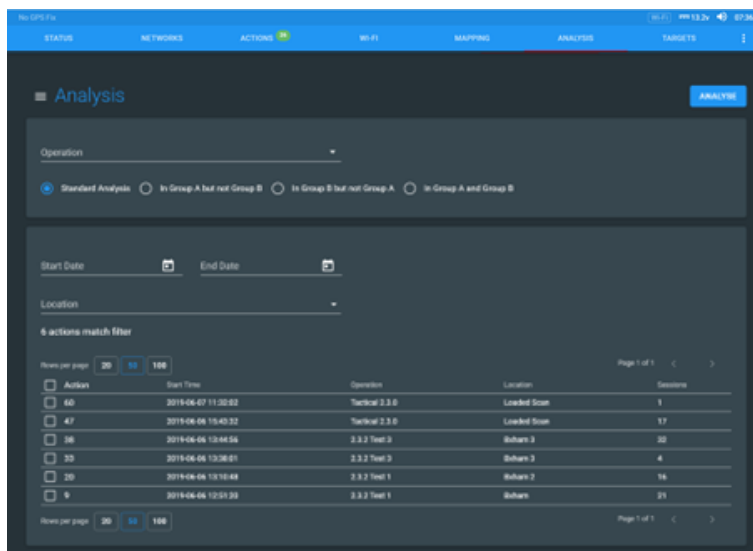 No GPS Fix Wi-Fi 13.2v 07:36
STATUS NETWORKS ACTIONS WI-FI MAPPING ANALYSIS TARGETS
Analysis ANALYSE
Operation
Standard Analysis In Group A but not Group B In Group B but not Group A In Group A and Group B
Start Date End Date
Location
6 actions match filter
Rows per page 20 50 100 Page 1 of 1
Action Start Time Operation Location Sessions
60 2019-06-07 11:32:02 Tactical 2.3.0 Loaded Scan 1
47 2019-06-06 15:43:32 Tactical 2.3.0 Loaded Scan 17
38 2019-06-06 13:44:56 2.3.2 Test 3 Bxham 3 32
33 2019-06-06 13:38:01 2.3.2 Test 3 Bxham 3 4
20 2019-06-06 13:10:48 2.3.2 Test 1 Bxham 2 16
9 2019-06-06 12:51:20 2.3.2 Test 1 Bxham 21
Rows per page 20 50 100 Page 1 of 1